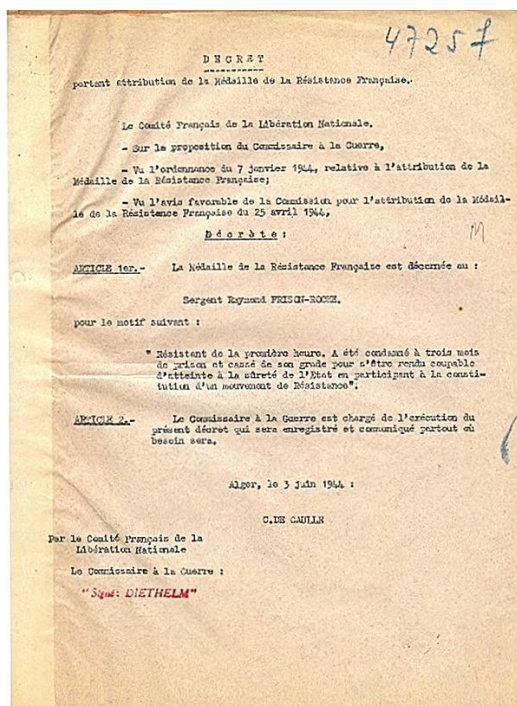 47257
DECRET
portant attribution de la Médaille de la Résistance Française.
Le Comité Français de la Libération Nationale.
- Sur la proposition du Commissaire à la Guerre,
- Vu l'ordonnance du 7 janvier 1944, relative à l'attribution de la
Médaille de la Résistance Française;
- Vu l'avis favorable de la Commission pour l'attribution de la Médail-
le de la Résistance Française du 25 avril 1944,
Décrète :
M
ARTICLE 1er.- La Médaille de la Résistance Française est décernée au :
Sergent Raymond FRISON-ROCHE.
pour le motif suivant :
" Résistant de la première heure. A été condamné à trois mois
de prison et cassé de son grade pour s'être rendu coupable
d'atteinte à la sûreté de l'Etat en participant à la consti-
tution d'un mouvement de Résistance".
ARTICLE 2.- Le Commissaire à la Guerre est chargé de l'exécution du
présent décret qui sera enregistré et communiqué partout où
besoin sera.
Alger, le 3 juin 1944 :
C.DE GAULLE
Par le Comité Français de la
Libération Nationale
Le Commissaire à la Guerre :
"Signé: DIETHELM"